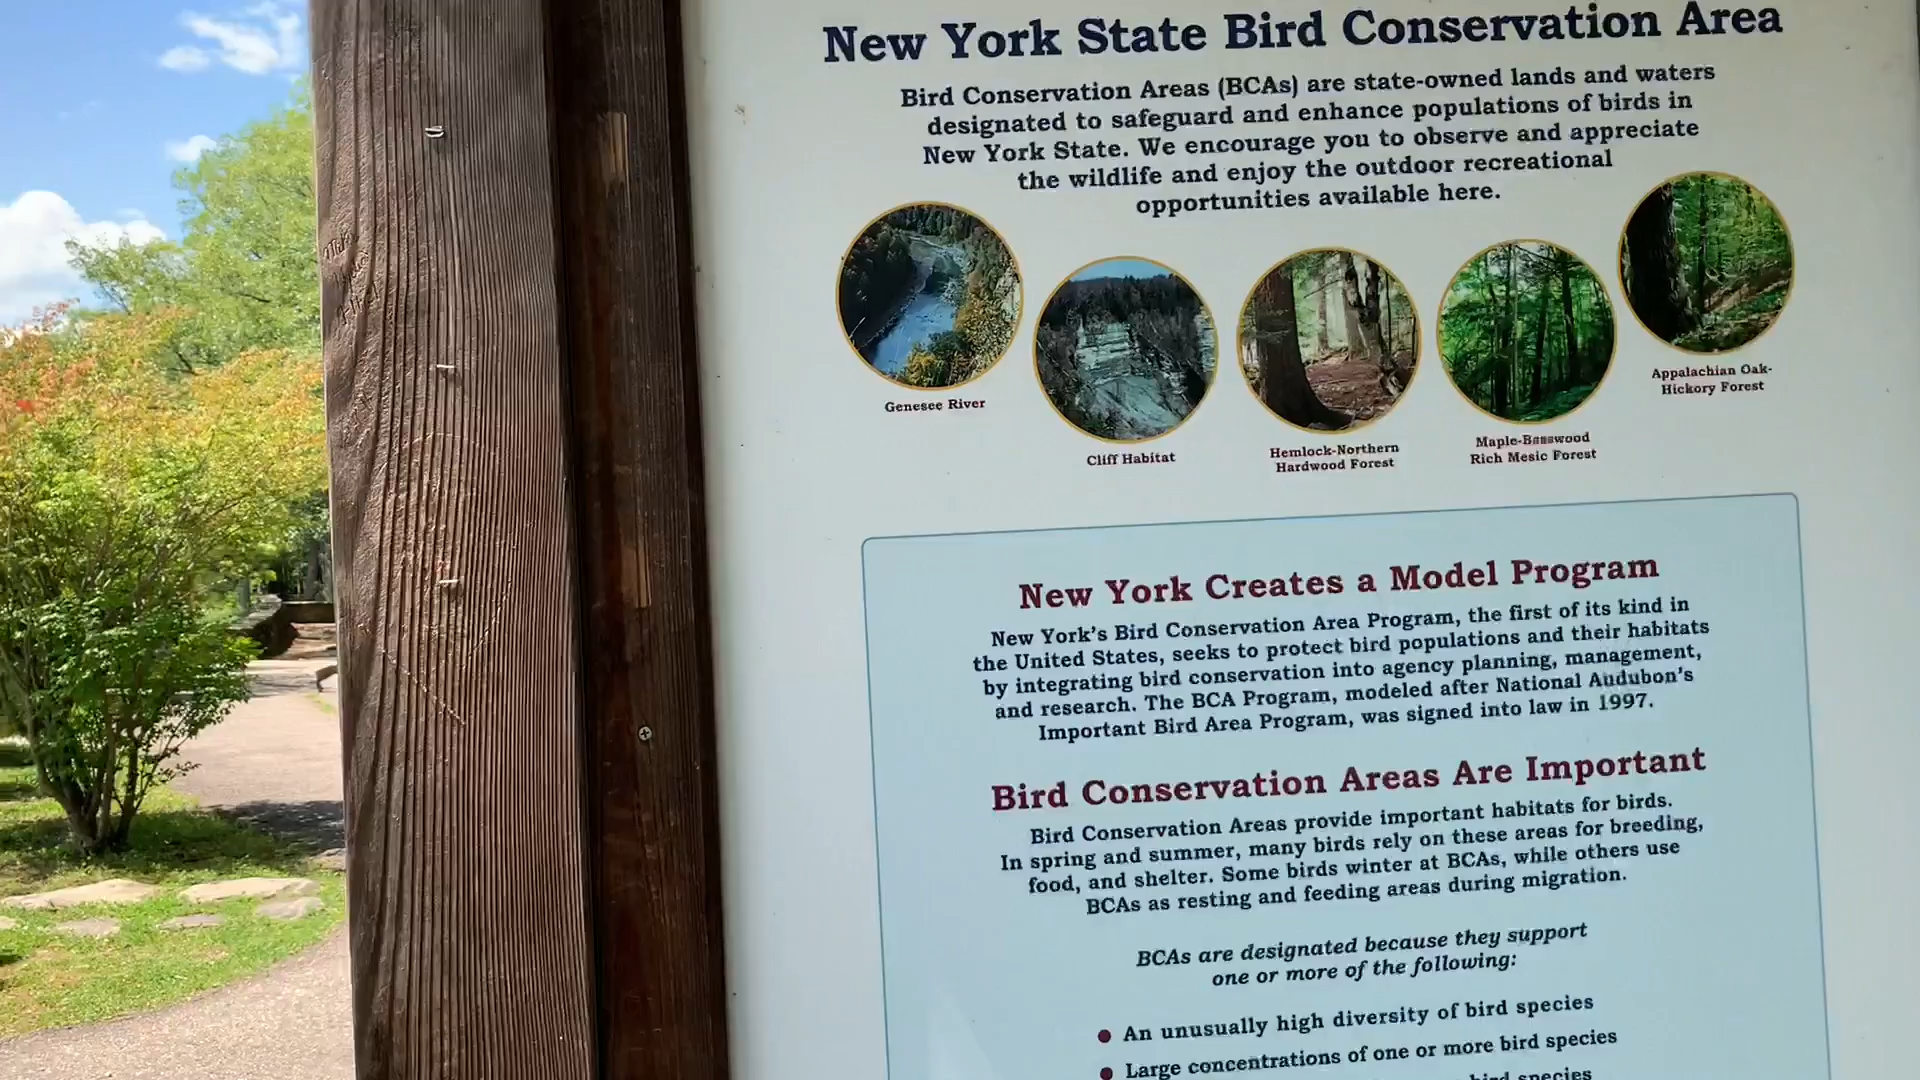 New York State Bird Conservation Area
Bird Conservation Areas (BCAs) are state-owned lands and waters
designated to safeguard and enhance populations of birds in
New York State. We encourage you to observe and appreciate
the wildlife and enjoy the outdoor recreational
opportunities available here.
Genesee River
Cliff Habitat
Hemlock-Northern
Hardwood Forest
Maple-Basswood
Rich Mesic Forest
Appalachian Oak-
Hickory Forest
New York Creates a Model Program
New York's Bird Conservation Area Program, the first of its kind in
the United States, seeks to protect bird populations and their habitats
by integrating bird conservation into agency planning, management,
and research. The BCA Program, modeled after National Audubon's
Important Bird Area Program, was signed into law in 1997.
Bird Conservation Areas Are Important
Bird Conservation Areas provide important habitats for birds.
In spring and summer, many birds rely on these areas for breeding,
food, and shelter. Some birds winter at BCAs, while others use
BCAs as resting and feeding areas during migration.
BCAs are designated because they support
one or more of the following:
An unusually high diversity of bird species
Large concentrations of one or more bird species
bird species